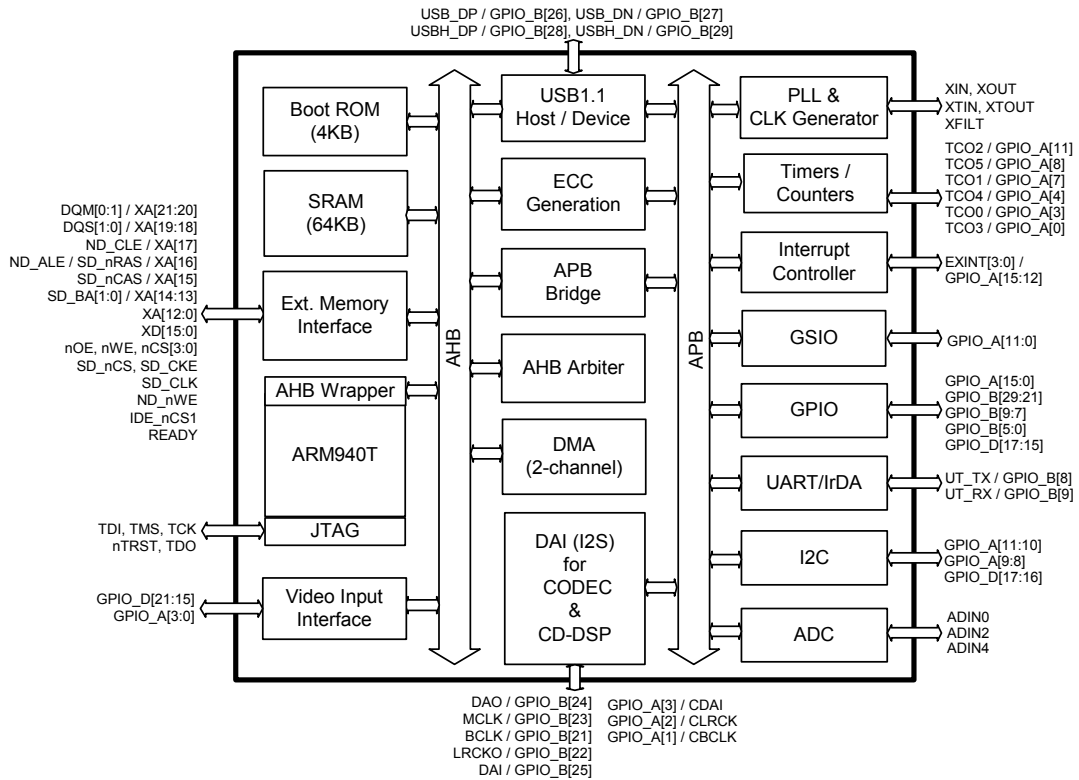 USB_DP / GPIO_B[26], USB_DN / GPIO_B[27]
USBH_DP / GPIO_B[28], USBH_DN / GPIO_B[29]
Boot ROM
(4KB)
SRAM
(64KB)
DQM[0:1] / XA[21:20]
DQS[1:0] / XA[19:18]
ND_CLE / XA[17]
ND_ALE / SD_nRAS / XA[16]
SD_nCAS / XA[15]
SD_BA[1:0] / XA[14:13]
XA[12:0]
XD[15:0]
nOE, nWE, nCS[3:0]
SD_nCS, SD_CKE
SD_CLK
ND_nWE
IDE_nCS1
READY
Ext. Memory
Interface
AHB Wrapper
ARM940T
JTAG
TDI, TMS, TCK
nTRST, TDO
GPIO_D[21:15]
GPIO_A[3:0]
Video Input
Interface
AHB
USB1.1
Host / Device
ECC
Generation
APB
Bridge
AHB Arbiter
DMA
(2-channel)
DAI (I2S)
for
CODEC
&
CD-DSP
APB
PLL &
CLK Generator
XIN, XOUT
XTIN, XTOUT
XFILT
Timers /
Counters
TCO2 / GPIO_A[11]
TCO5 / GPIO_A[8]
TCO1 / GPIO_A[7]
TCO4 / GPIO_A[4]
TCO0 / GPIO_A[3]
TCO3 / GPIO_A[0]
Interrupt
Controller
EXINT[3:0] /
GPIO_A[15:12]
GSIO
GPIO_A[11:0]
GPIO
GPIO_A[15:0]
GPIO_B[29:21]
GPIO_B[9:7]
GPIO_B[5:0]
GPIO_D[17:15]
UART/IrDA
UT_TX / GPIO_B[8]
UT_RX / GPIO_B[9]
I2C
GPIO_A[11:10]
GPIO_A[9:8]
GPIO_D[17:16]
ADC
ADIN0
ADIN2
ADIN4
DAO / GPIO_B[24]
MCLK / GPIO_B[23]
BCLK / GPIO_B[21]
LRCKO / GPIO_B[22]
DAI / GPIO_B[25]
GPIO_A[3] / CDAI
GPIO_A[2] / CLRCK
GPIO_A[1] / CBCLK